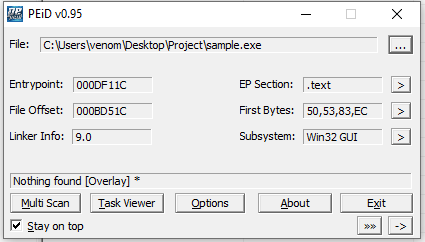 PEiD v0.95
File: C:\Users\venom\Desktop\Project\sample.exe ...
Entrypoint: 000DF11C EP Section: .text >
File Offset: 000BD51C First Bytes: 50,53,83,EC >
Linker Info: 9.0 Subsystem: Win32 GUI >
Nothing found [Overlay] *
Multi Scan Task Viewer Options About Exit
Stay on top »» ->